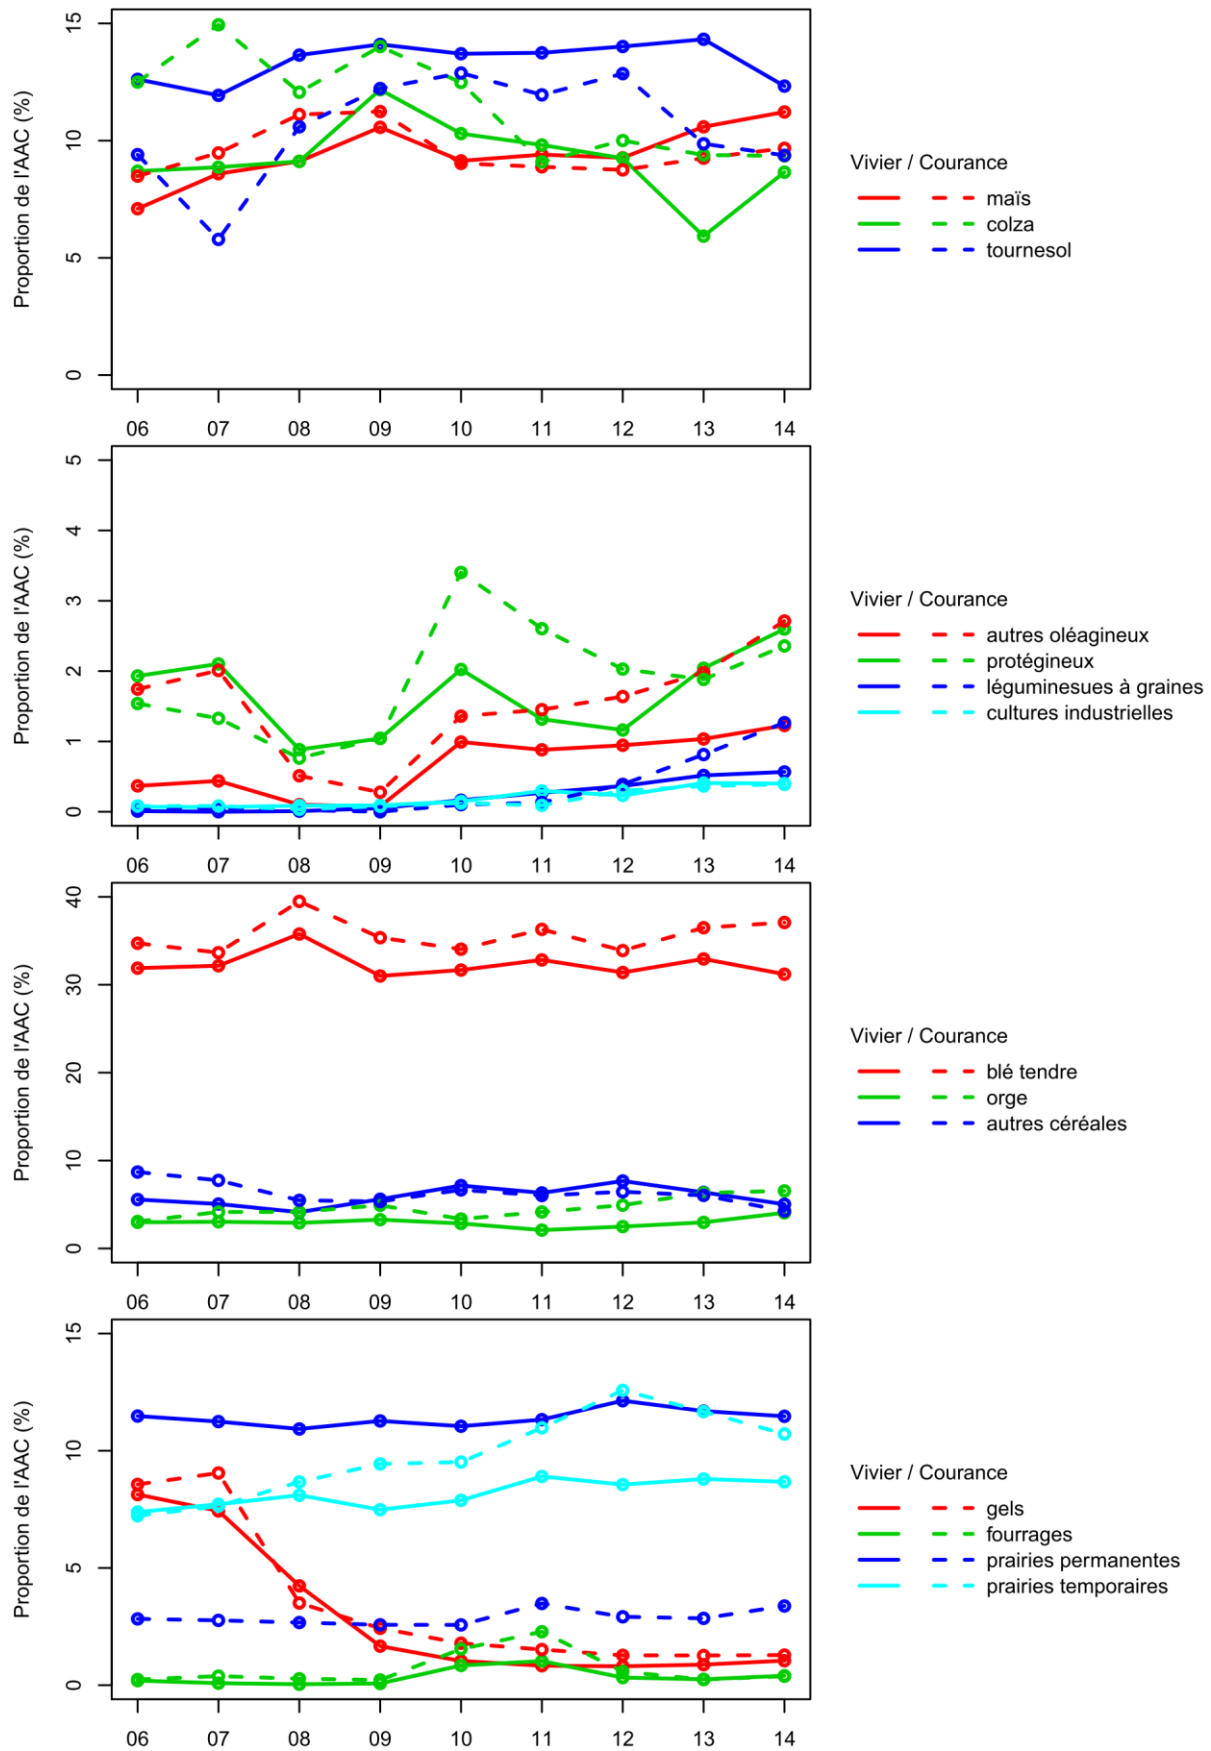 Proportion de l'AAC (%)
15
10
5
0
06 07 08 09 10 11 12 13 14
Vivier / Courance
maïs
colza
tournesol
Proportion de l'AAC (%)
5
4
3
2
1
0
06 07 08 09 10 11 12 13 14
Vivier / Courance
autres oléagineux
protégineux
léguminesues à graines
cultures industrielles
Proportion de l'AAC (%)
40
30
20
10
0
06 07 08 09 10 11 12 13 14
Vivier / Courance
blé tendre
orge
autres céréales
Proportion de l'AAC (%)
15
10
5
0
06 07 08 09 10 11 12 13 14
Vivier / Courance
gels
fourrages
prairies permanentes
prairies temporaires